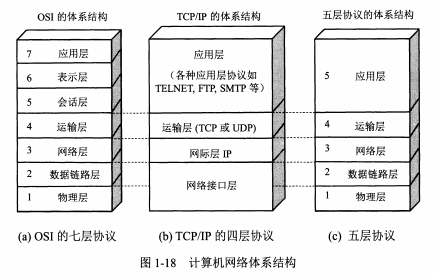 OSI 的体系结构
TCP/IP 的体系结构
五层协议的体系结构
7 应用层
6 表示层
5 会话层
4 运输层
3 网络层
2 数据链路层
1 物理层
应用层
(各种应用层协议如
TELNET, FTP, SMTP 等)
运输层 (TCP 或 UDP)
网际层 IP
网络接口层
5 应用层
4 运输层
3 网络层
2 数据链路层
1 物理层
(a) OSI 的七层协议
(b) TCP/IP 的四层协议
(c) 五层协议
图 1-18 计算机网络体系结构